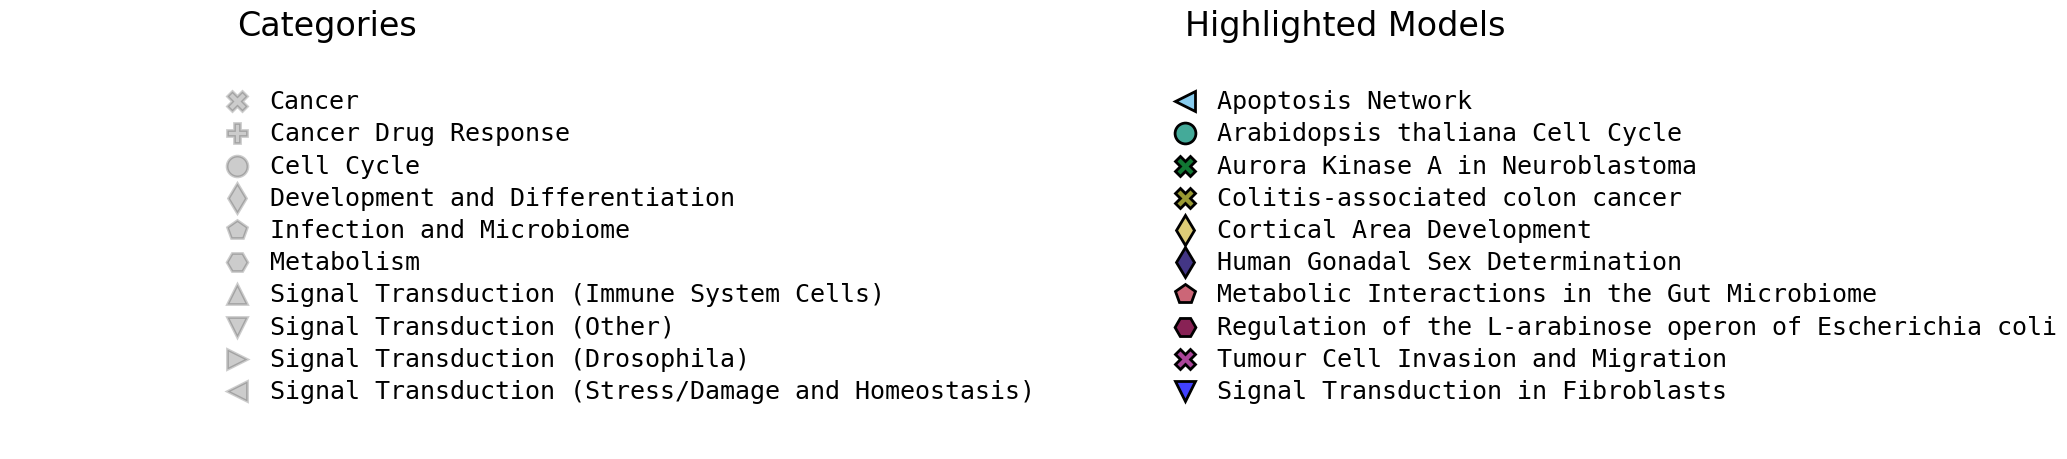 Categories
Cancer
Cancer Drug Response
Cell Cycle
Development and Differentiation
Infection and Microbiome
Metabolism
Signal Transduction (Immune System Cells)
Signal Transduction (Other)
Signal Transduction (Drosophila)
Signal Transduction (Stress/Damage and Homeostasis)
Highlighted Models
Apoptosis Network
Arabidopsis thaliana Cell Cycle
Aurora Kinase A in Neuroblastoma
Colitis-associated colon cancer
Cortical Area Development
Human Gonadal Sex Determination
Metabolic Interactions in the Gut Microbiome
Regulation of the L-arabinose operon of Escherichia coli
Tumour Cell Invasion and Migration
Signal Transduction in Fibroblasts